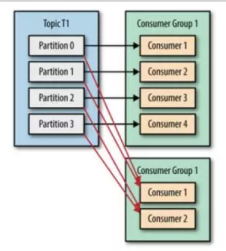 Topic T1
Partition 0
Partition 1
Partition 2
Partition 3
Consumer Group 1
Consumer 1
Consumer 2
Consumer 3
Consumer 4
Consumer Group 1
Consumer 1
Consumer 2